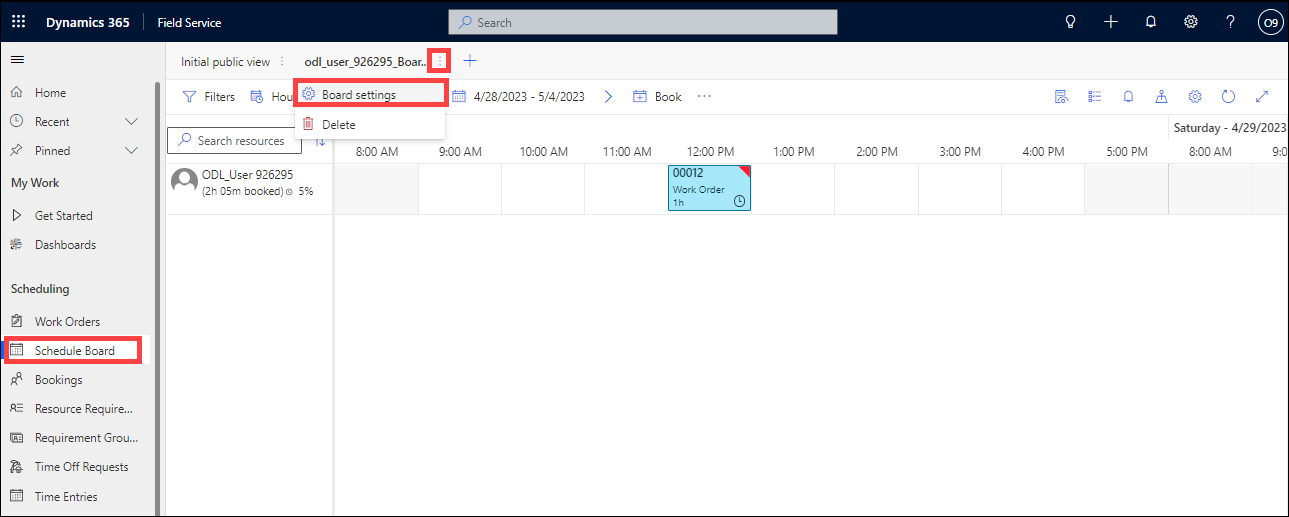 Dynamics 365
Field Service
Search
O9
Initial public view
odl_user_926295_Boar...
Home
Recent
Pinned
My Work
Get Started
Dashboards
Scheduling
Work Orders
Schedule Board
Bookings
Resource Require...
Requirement Grou...
Time Off Requests
Time Entries
Filters
Board settings
4/28/2023 - 5/4/2023
Book
Delete
Search resources
Saturday - 4/29/2023
8:00 AM
9:00 AM
10:00 AM
11:00 AM
12:00 PM
1:00 PM
2:00 PM
3:00 PM
4:00 PM
5:00 PM
8:00 AM
ODL_User 926295
(2h 05m booked) 5%
00012
Work Order
1h